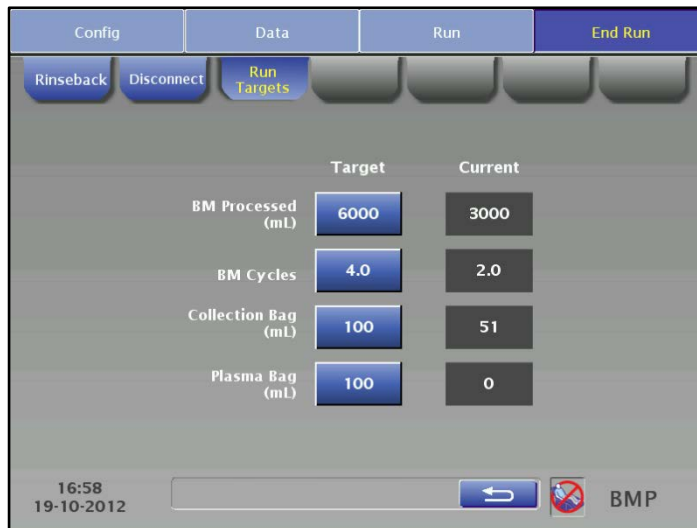 Config Data Run End Run
Rinseback Disconnect Run Targets
Target Current
BM Processed (mL) 6000 3000
BM Cycles 4.0 2.0
Collection Bag (mL) 100 51
Plasma Bag (mL) 100 0
16:58
19-10-2012
BMP